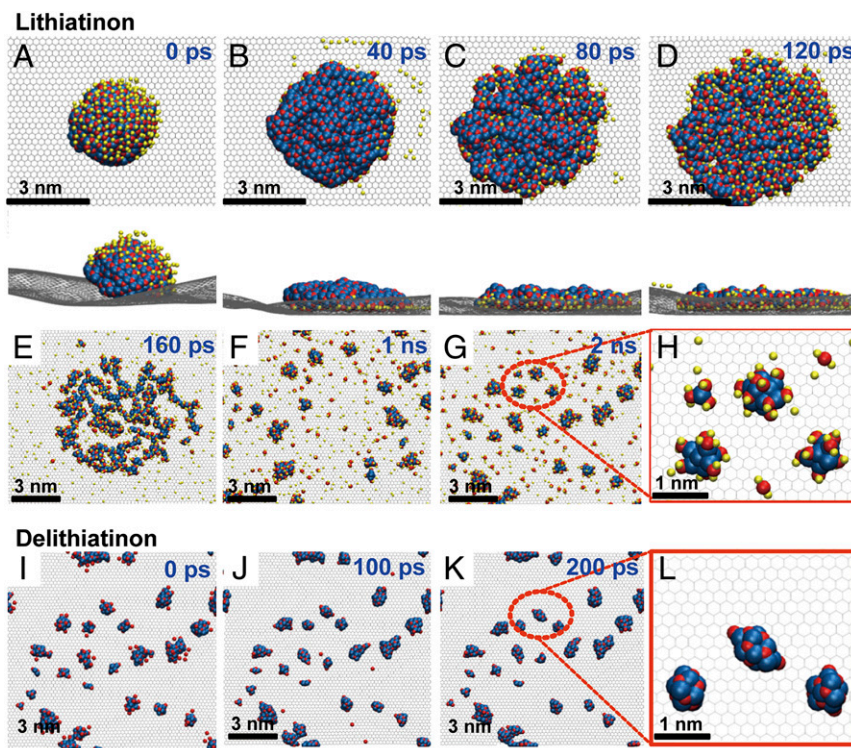 Lithiatinon
A 0 ps B 40 ps C 80 ps D 120 ps
3 nm 3 nm 3 nm 3 nm
E 160 ps F 1 ns G 2 ns H
3 nm 3 nm 3 nm 1 nm
Delithiatinon
I 0 ps J 100 ps K 200 ps L
3 nm 3 nm 3 nm 1 nm